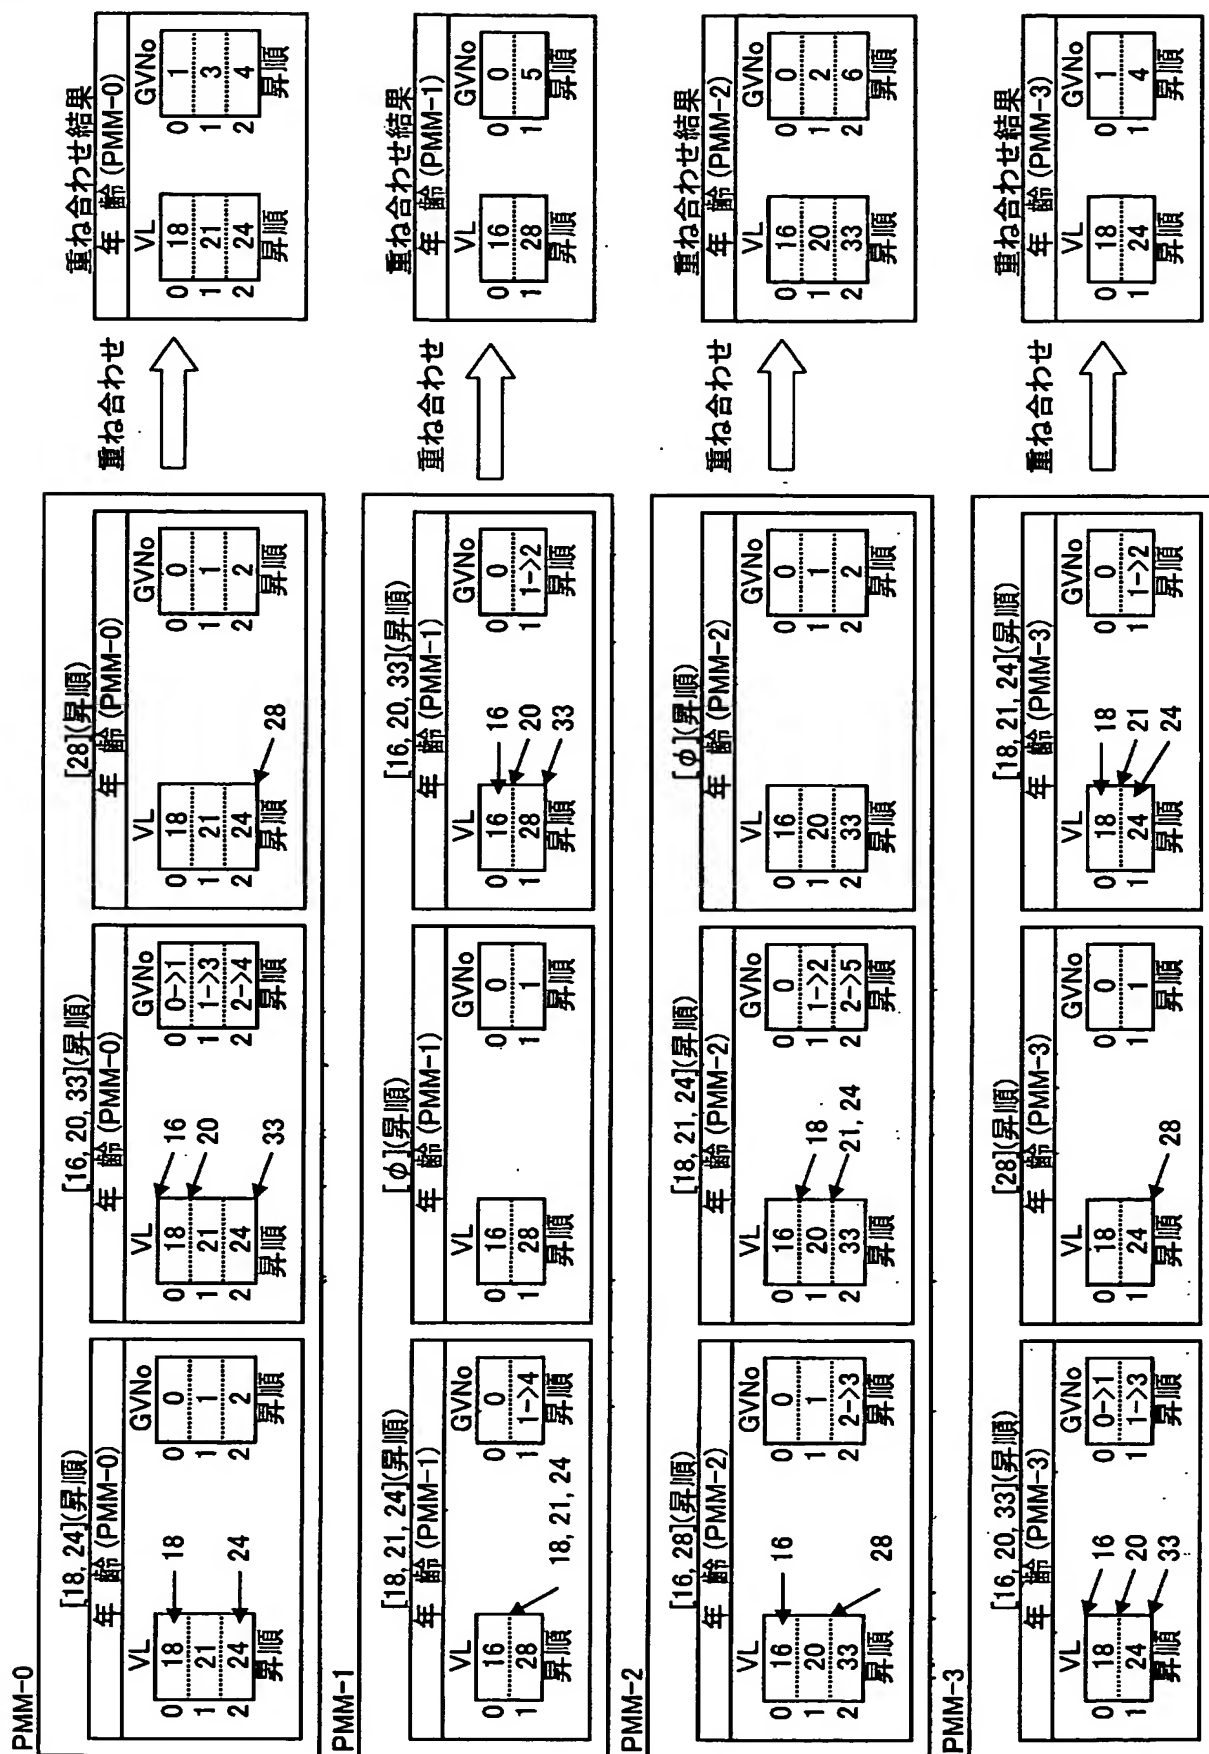 PMM-0
[18, 24](昇順)
年 齢 (PMM-0)
VL GVNo
0 18 0 0
1 21 1 1
2 24 2 2
昇順 昇順
18
24
[16, 20, 33](昇順)
年 齢 (PMM-0)
VL GVNo
0 18 0 0->1
1 21 1 1->3
2 24 2 2->4
昇順 昇順
16
20
33
[28](昇順)
年 齢 (PMM-0)
VL GVNo
0 18 0 0
1 21 1 1
2 24 2 2
昇順 昇順
28
重ね合わせ
重ね合わせ結果
年 齢 (PMM-0)
VL GVNo
0 18 0 1
1 21 1 3
2 24 2 4
昇順 昇順
PMM-1
[18, 21, 24](昇順)
年 齢 (PMM-1)
VL GVNo
0 16 0 0
1 28 1 1->4
昇順 昇順
18, 21, 24
[φ](昇順)
年 齢 (PMM-1)
VL GVNo
0 16 0 0
1 28 1 1
昇順 昇順
[16, 20, 33](昇順)
年 齢 (PMM-1)
VL GVNo
0 16 0 0
1 28 1 1->2
昇順 昇順
16
20
33
重ね合わせ
重ね合わせ結果
年 齢 (PMM-1)
VL GVNo
0 16 0 0
1 28 1 5
昇順 昇順
PMM-2
[16, 28](昇順)
年 齢 (PMM-2)
VL GVNo
0 16 0 0
1 20 1 1
2 33 2 2->3
昇順 昇順
16
28
[18, 21, 24](昇順)
年 齢 (PMM-2)
VL GVNo
0 16 0 0
1 20 1 1->2
2 33 2 2->5
昇順 昇順
18
21, 24
[φ](昇順)
年 齢 (PMM-2)
VL GVNo
0 16 0 0
1 20 1 1
2 33 2 2
昇順 昇順
重ね合わせ
重ね合わせ結果
年 齢 (PMM-2)
VL GVNo
0 16 0 0
1 20 1 2
2 33 2 6
昇順 昇順
PMM-3
[16, 20, 33](昇順)
年 齢 (PMM-3)
VL GVNo
0 18 0 0->1
1 24 1 1->3
昇順 昇順
16
20
33
[28](昇順)
年 齢 (PMM-3)
VL GVNo
0 18 0 0
1 24 1 1
昇順 昇順
28
[18, 21, 24](昇順)
年 齢 (PMM-3)
VL GVNo
0 18 0 0
1 24 1 1->2
昇順 昇順
18
21
24
重ね合わせ
重ね合わせ結果
年 齢 (PMM-3)
VL GVNo
0 18 0 1
1 24 1 4
昇順 昇順